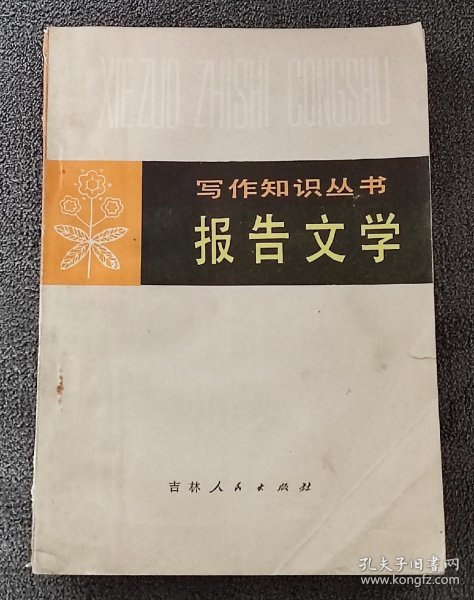 XIEZUO ZHISHI CONGSHU
写作知识丛书
报告文学
吉林人民出版社
孔夫子旧书网
www.kongfz.com